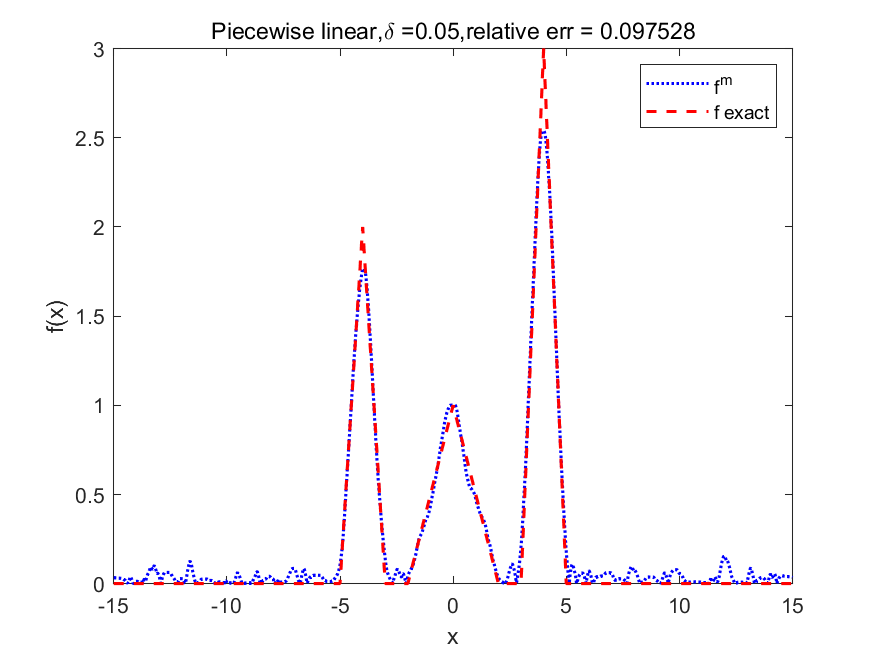 Piecewise linear,δ =0.05,relative err = 0.097528
3
2.5
2
1.5
1
0.5
0
f(x)
fᵐ
f exact
-15 -10 -5 0 5 10 15
x